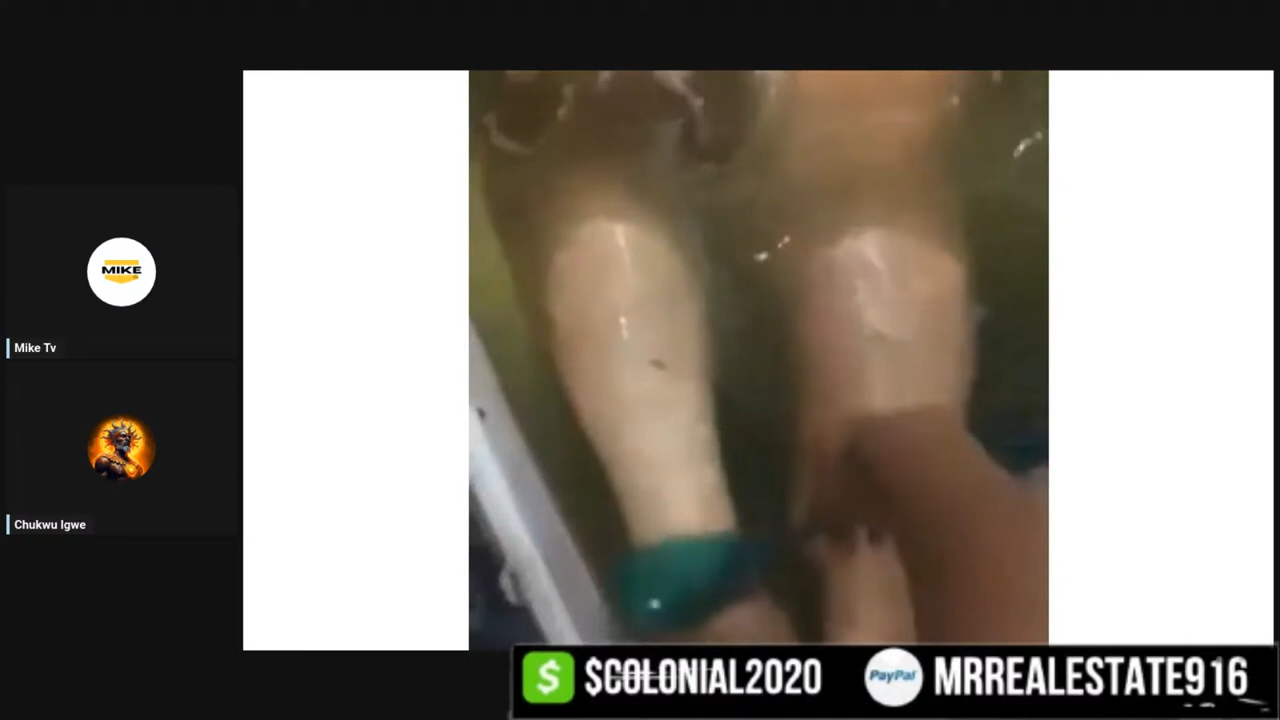 MIKE
Mike Tv
Chukwu Igwe
$ $COLONIAL2020 PayPal MRREALESTATE916